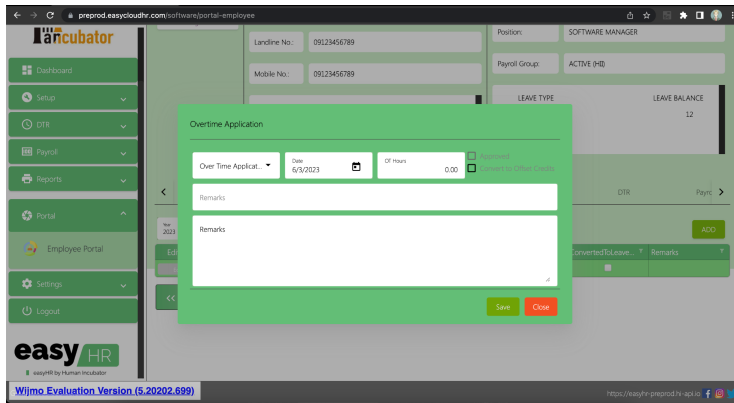 preprod.easycloudhr.com/software/portal-employee
ancubator
Dashboard
Setup
DTR
Payroll
Reports
Portal
Employee Portal
Settings
Logout
easy HR
easyHR by Human Incubator
Landline No.: 09123456789
Mobile No.: 09123456789
Position: SOFTWARE MANAGER
Payroll Group: ACTIVE (HI)
LEAVE TYPE LEAVE BALANCE
12
DTR Payrc
Year
2023
ADD
Edi ConvertedToLeave... Remarks
<<
Overtime Application
Over Time Applicat...
Date
6/3/2023
OT Hours
0.00
Approved
Convert to Offset Credits
Remarks
Remarks
Save Close
Wijmo Evaluation Version (5.20202.699)
https://easyhr-preprod.hi-api.io